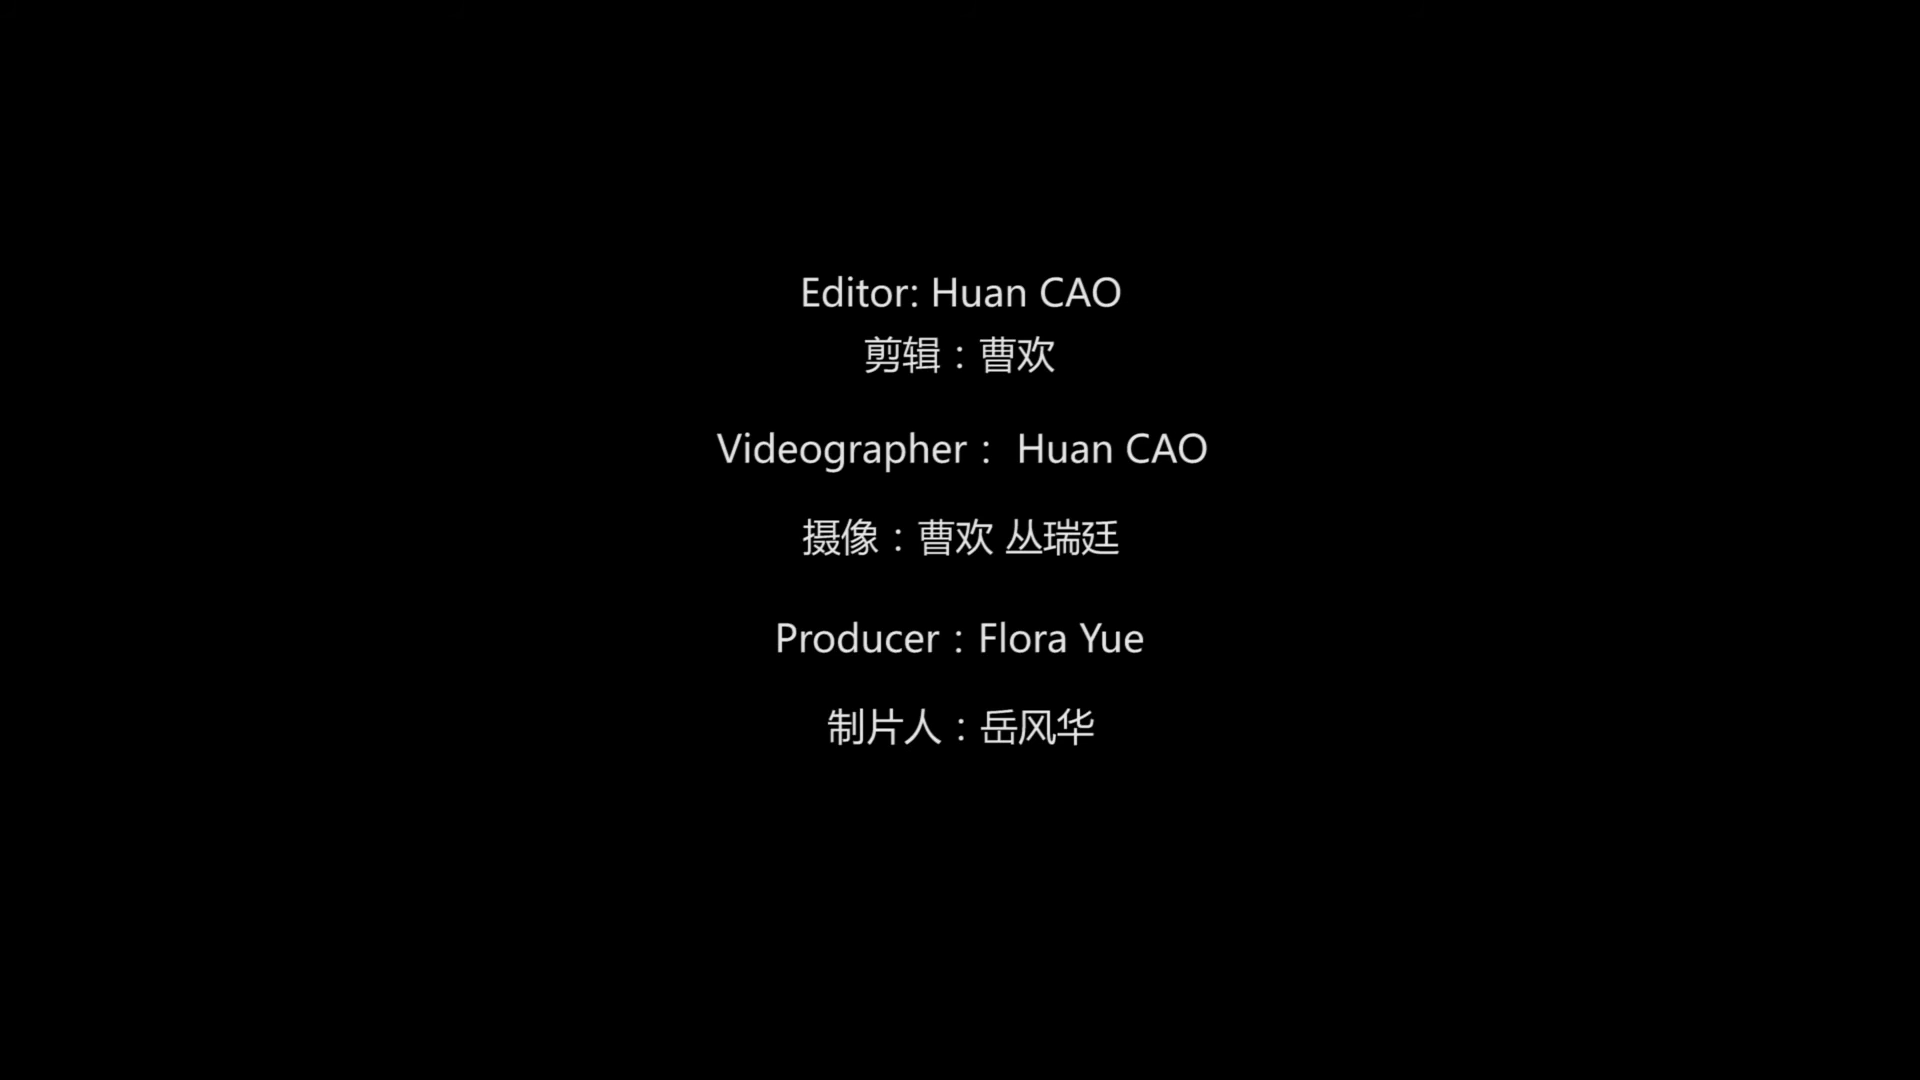 Editor: Huan CAO
剪辑：曹欢
Videographer： Huan CAO
摄像：曹欢 丛瑞廷
Producer：Flora Yue
制片人：岳风华